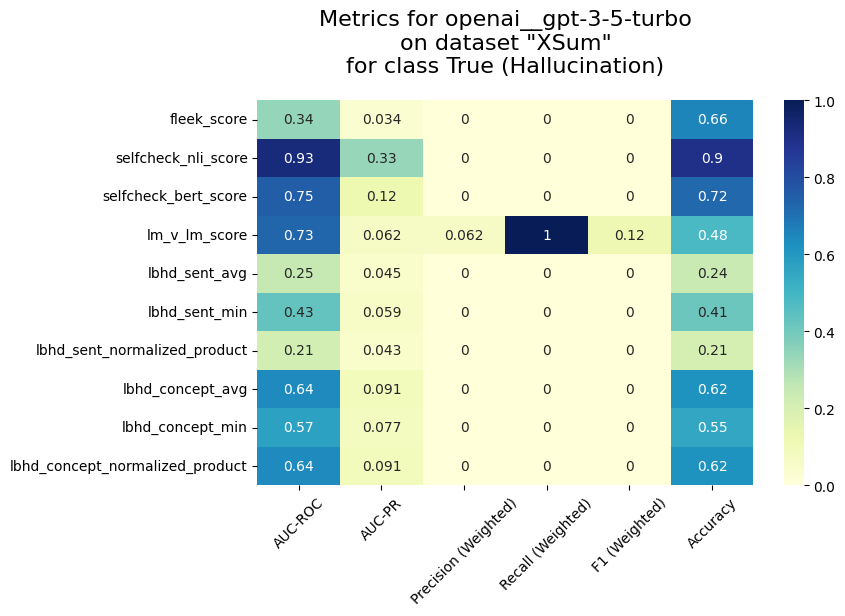 Metrics for openai__gpt-3-5-turbo
on dataset "XSum"
for class True (Hallucination)
fleek_score 0.34 0.034 0 0 0 0.66
selfcheck_nli_score 0.93 0.33 0 0 0 0.9
selfcheck_bert_score 0.75 0.12 0 0 0 0.72
lm_v_lm_score 0.73 0.062 0.062 1 0.12 0.48
lbhd_sent_avg 0.25 0.045 0 0 0 0.24
lbhd_sent_min 0.43 0.059 0 0 0 0.41
lbhd_sent_normalized_product 0.21 0.043 0 0 0 0.21
lbhd_concept_avg 0.64 0.091 0 0 0 0.62
lbhd_concept_min 0.57 0.077 0 0 0 0.55
lbhd_concept_normalized_product 0.64 0.091 0 0 0 0.62
AUC-ROC AUC-PR Precision (Weighted) Recall (Weighted) F1 (Weighted) Accuracy
1.0
0.8
0.6
0.4
0.2
0.0